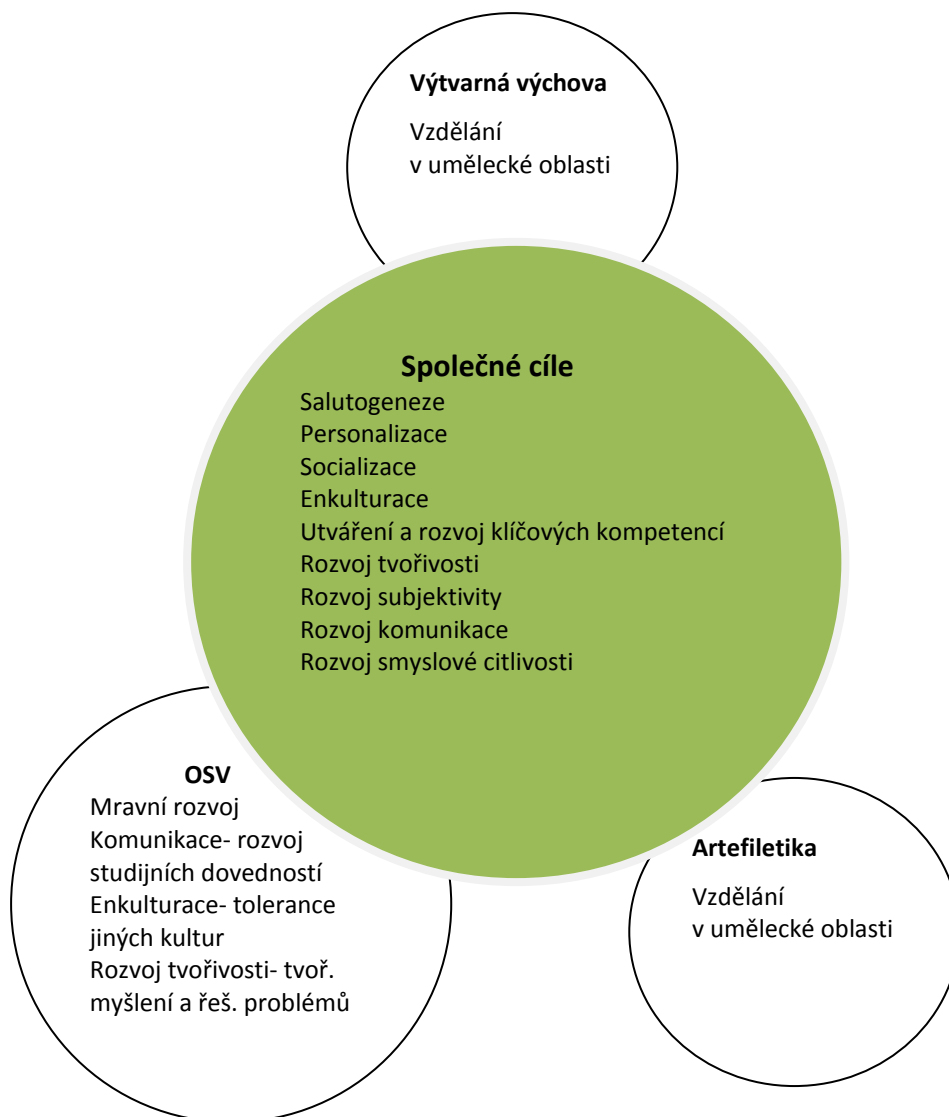 Výtvarná výchova
Vzdělání
v umělecké oblasti
Společné cíle
Salutogeneze
Personalizace
Socializace
Enkulturace
Utváření a rozvoj klíčových kompetencí
Rozvoj tvořivosti
Rozvoj subjektivity
Rozvoj komunikace
Rozvoj smyslové citlivosti
OSV
Mravní rozvoj
Komunikace- rozvoj
studijních dovedností
Enkulturace- tolerance
jiných kultur
Rozvoj tvořivosti- tvoř.
myšlení a řeš. problémů
Artefiletika
Vzdělání
v umělecké oblasti